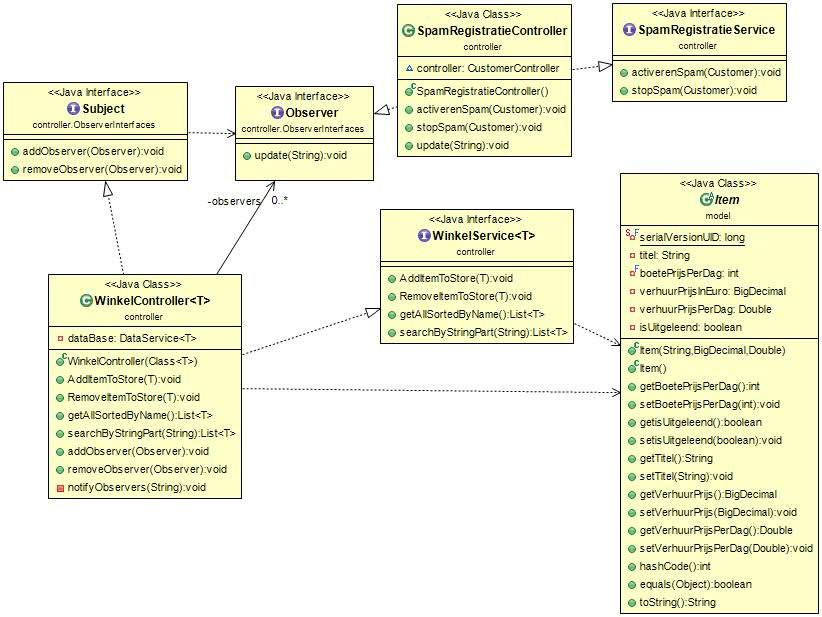 <<Java Class>>
SpamRegistratieController
controller
controller: CustomerController
SpamRegistratieController()
activerenSpam(Customer):void
stopSpam(Customer):void
update(String):void
<<Java Interface>>
SpamRegistratieService
controller
activerenSpam(Customer):void
stopSpam(Customer):void
<<Java Interface>>
Subject
controller.ObserverInterfaces
addObserver(Observer):void
removeObserver(Observer):void
<<Java Interface>>
Observer
controller.ObserverInterfaces
update(String):void
-observers 0..*
<<Java Interface>>
WinkelService<T>
controller
AddItemToStore(T):void
RemoveItemToStore(T):void
getAllSortedByName():List<T>
searchByStringPart(String):List<T>
<<Java Class>>
Item
model
serialVersionUID: long
titel: String
boetePrijsPerDag: int
verhuurPrijsInEuro: BigDecimal
verhuurPrijsPerDag: Double
isUitgeleend: boolean
Item(String,BigDecimal,Double)
Item()
getBoetePrijsPerDag():int
setBoetePrijsPerDag(int):void
getisUitgeleend():boolean
setisUitgeleend(boolean):void
getTitel():String
setTitel(String):void
getVerhuurPrijs():BigDecimal
setVerhuurPrijs(BigDecimal):void
getVerhuurPrijsPerDag():Double
setVerhuurPrijsPerDag(Double):void
hashCode():int
equals(Object):boolean
toString():String
<<Java Class>>
WinkelController<T>
controller
dataBase: DataService<T>
WinkelController(Class<T>)
AddItemToStore(T):void
RemoveItemToStore(T):void
getAllSortedByName():List<T>
searchByStringPart(String):List<T>
addObserver(Observer):void
removeObserver(Observer):void
notifyObservers(String):void